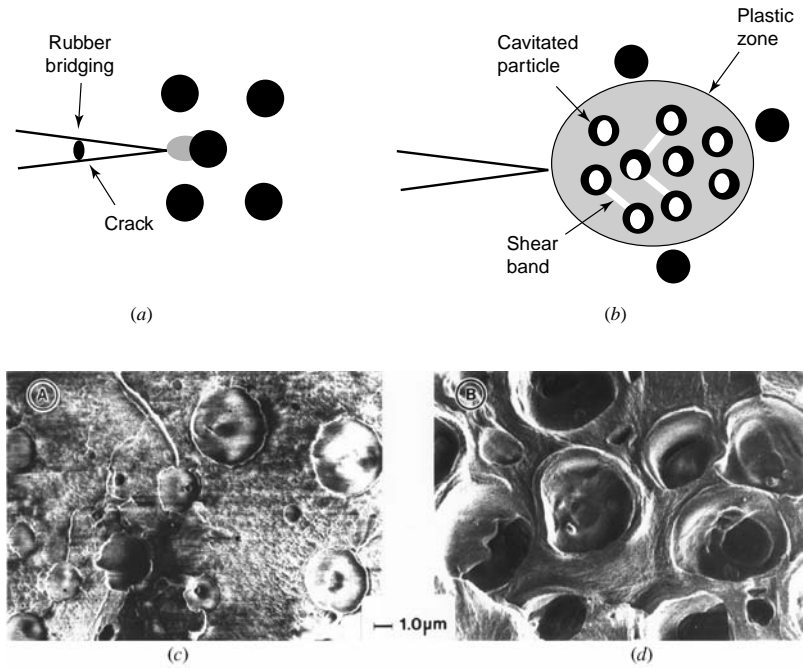 Rubber
bridging
Crack
(a)
Cavitated
particle
Plastic
zone
Shear
band
(b)
A
B
1.0μm
(c)
(d)